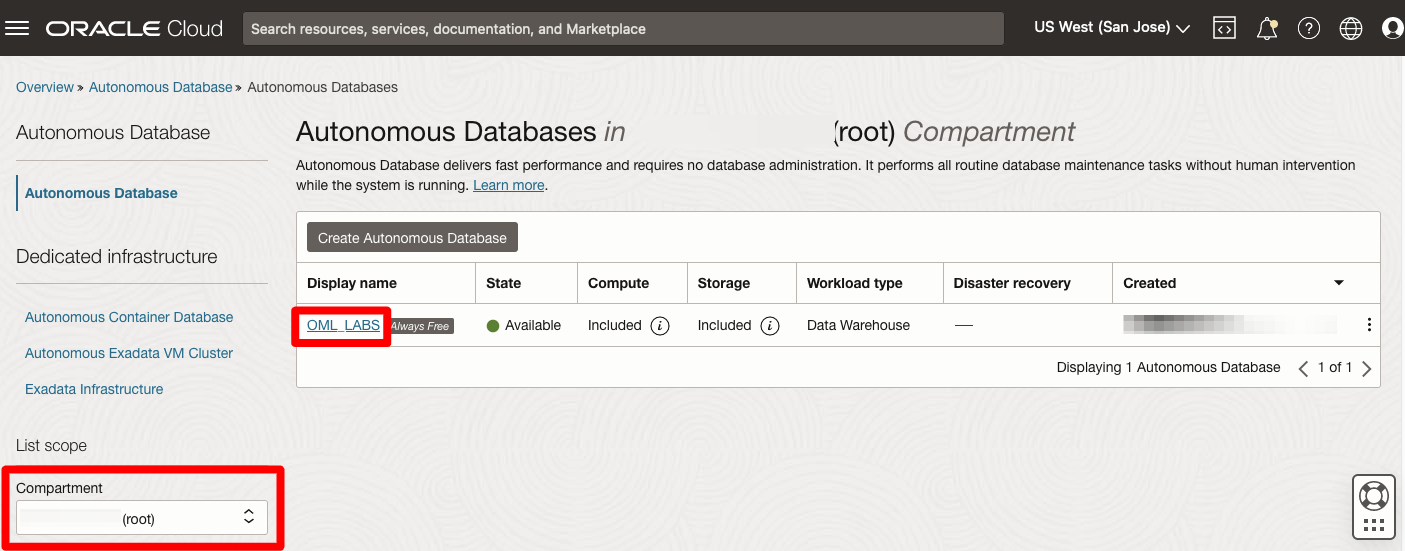 ORACLE Cloud
Search resources, services, documentation, and Marketplace
US West (San Jose)
Overview » Autonomous Database » Autonomous Databases
Autonomous Database
Autonomous Database
Dedicated infrastructure
Autonomous Container Database
Autonomous Exadata VM Cluster
Exadata Infrastructure
List scope
Compartment
(root)
Autonomous Databases in (root) Compartment
Autonomous Database delivers fast performance and requires no database administration. It performs all routine database maintenance tasks without human intervention
while the system is running. Learn more.
Create Autonomous Database
Display name State Compute Storage Workload type Disaster recovery Created
OML_LABS Always Free Available Included i Included i Data Warehouse —
Displaying 1 Autonomous Database 1 of 1